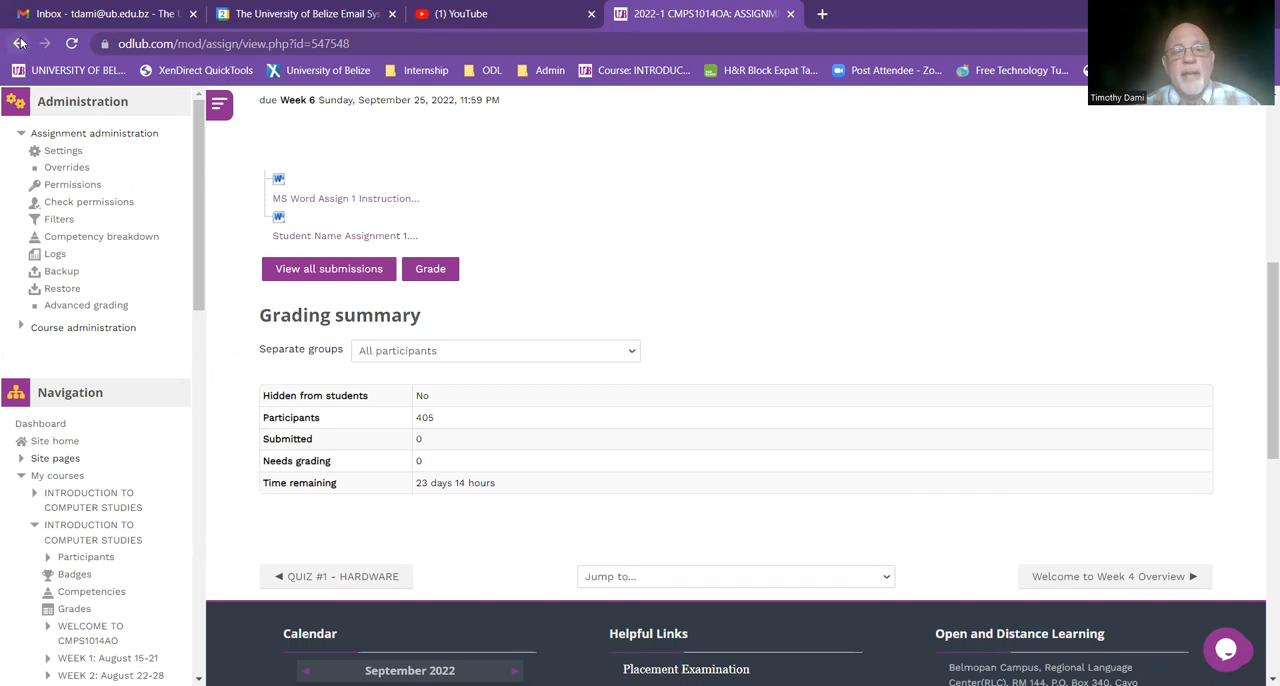 Inbox - tdami@ub.edu.bz - The U
The University of Belize Email Sys
(1) YouTube
2022-1 CMPS1014OA: ASSIGNM
odlub.com/mod/assign/view.php?id=547548
UNIVERSITY OF BEL...
XenDirect QuickTools
University of Belize
Internship
ODL
Admin
Course: INTRODUC...
H&R Block Expat Ta...
Post Attendee - Zo...
Free Technology Tu...
Timothy Dami
Administration
Assignment administration
Settings
Overrides
Permissions
Check permissions
Filters
Competency breakdown
Logs
Backup
Restore
Advanced grading
Course administration
Navigation
Dashboard
Site home
Site pages
My courses
INTRODUCTION TO
COMPUTER STUDIES
INTRODUCTION TO
COMPUTER STUDIES
Participants
Badges
Competencies
Grades
WELCOME TO
CMPS1014AO
WEEK 1: August 15-21
WEEK 2: August 22-28
due Week 6 Sunday, September 25, 2022, 11:59 PM
MS Word Assign 1 Instruction...
Student Name Assignment 1....
View all submissions
Grade
Grading summary
Separate groups
All participants
Hidden from students No
Participants 405
Submitted 0
Needs grading 0
Time remaining 23 days 14 hours
◄ QUIZ #1 - HARDWARE
Jump to...
Welcome to Week 4 Overview ►
Calendar
September 2022
Helpful Links
Placement Examination
Open and Distance Learning
Belmopan Campus, Regional Language
Center(RLC), RM 144, P.O. Box 340, Cayo